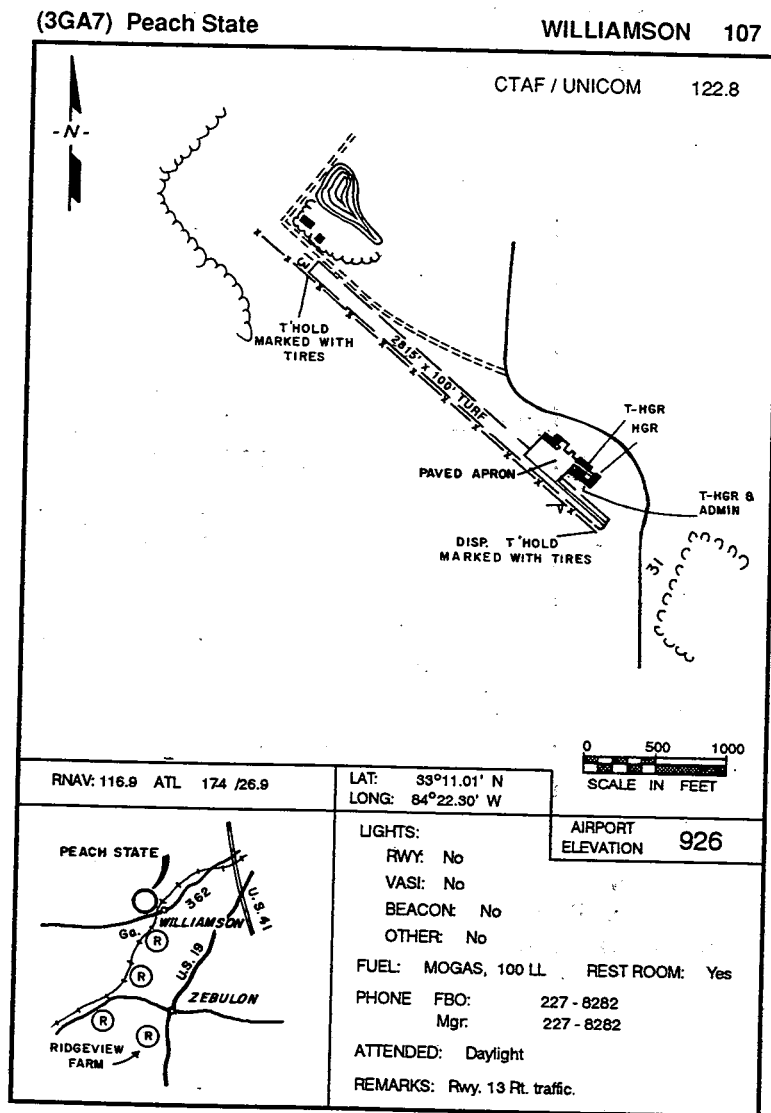 (3GA7) Peach State
WILLIAMSON 107
CTAF / UNICOM 122.8
-N-
T'HOLD
MARKED WITH
TIRES
2815' x 100' TURF
T-HGR
HGR
PAVED APRON
T-HGR &
ADMIN
DISP. T'HOLD
MARKED WITH TIRES
31
0 500 1000
SCALE IN FEET
RNAV: 116.9 ATL 174 /26.9
LAT: 33°11.01' N
LONG: 84°22.30' W
AIRPORT
ELEVATION 926
PEACH STATE
362
U.S. 41
WILLIAMSON
Ga.
R
R
U.S. 19
ZEBULON
R
R
RIDGEVIEW
FARM
LIGHTS:
RWY: No
VASI: No
BEACON: No
OTHER: No
FUEL: MOGAS, 100 LL REST ROOM: Yes
PHONE FBO: 227 - 8282
Mgr: 227 - 8282
ATTENDED: Daylight
REMARKS: Rwy. 13 Rt. traffic.